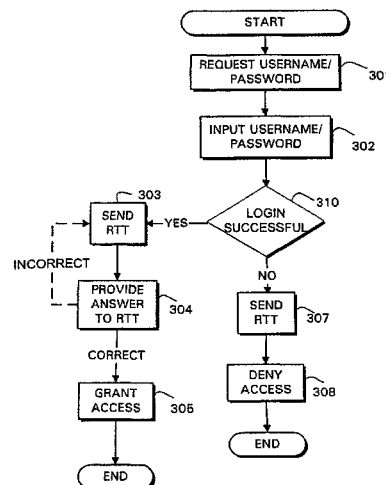 START
REQUEST USERNAME/
PASSWORD
30
INPUT USERNAME/
PASSWORD
302
310
LOGIN
SUCCESSFUL
YES
303
SEND
RTT
INCORRECT
PROVIDE
ANSWER
TO RTT
304
CORRECT
GRANT
ACCESS
305
END
NO
SEND
RTT
307
DENY
ACCESS
308
END